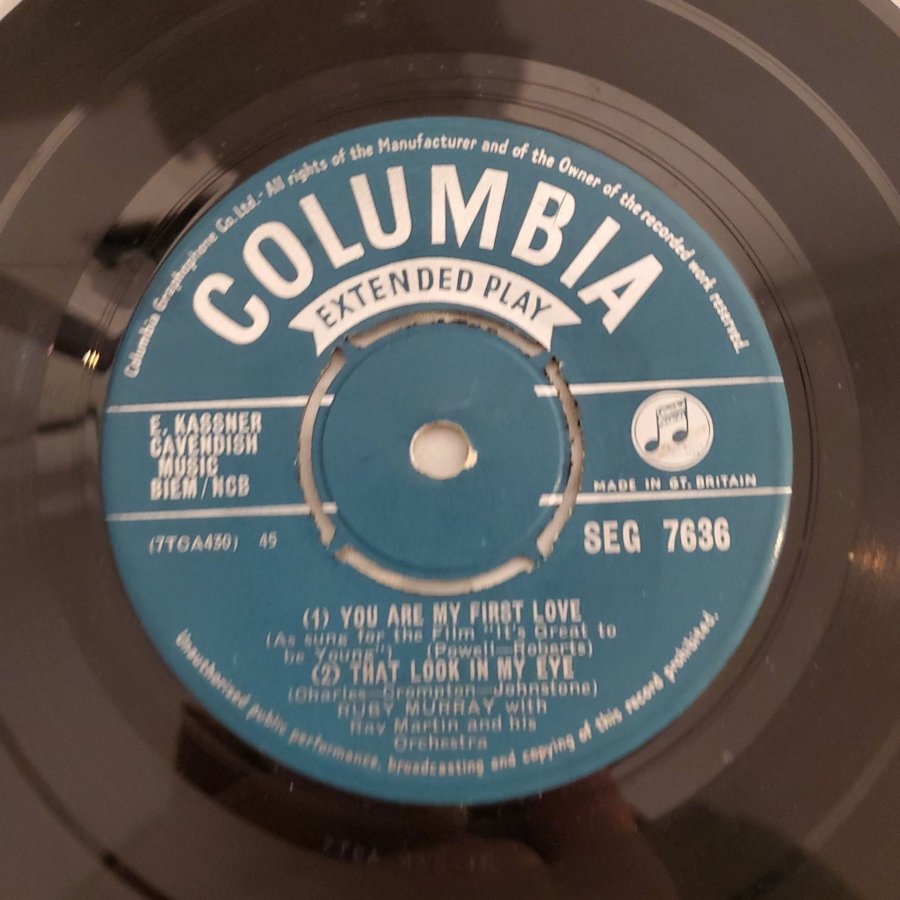 Columbia Graphophone Co. Ltd.- All rights of the Manufacturer and of the Owner of the recorded work reserved.
COLUMBIA
EXTENDED PLAY
E. KASSNER
CAVENDISH
MUSIC
BIEM/NCB
MADE IN GT. BRITAIN
(7TCA430) 45
SEG 7636
(1) YOU ARE MY FIRST LOVE
(As sung for the Film "It's Great to
be Young") (Powell—Roberts)
(2) THAT LOOK IN MY EYE
(Charles—Crompton—Johnstone)
RUBY MURRAY with
Ray Martin and his
Orchestra
Unauthorised public performance, broadcasting and copying of this record prohibited.